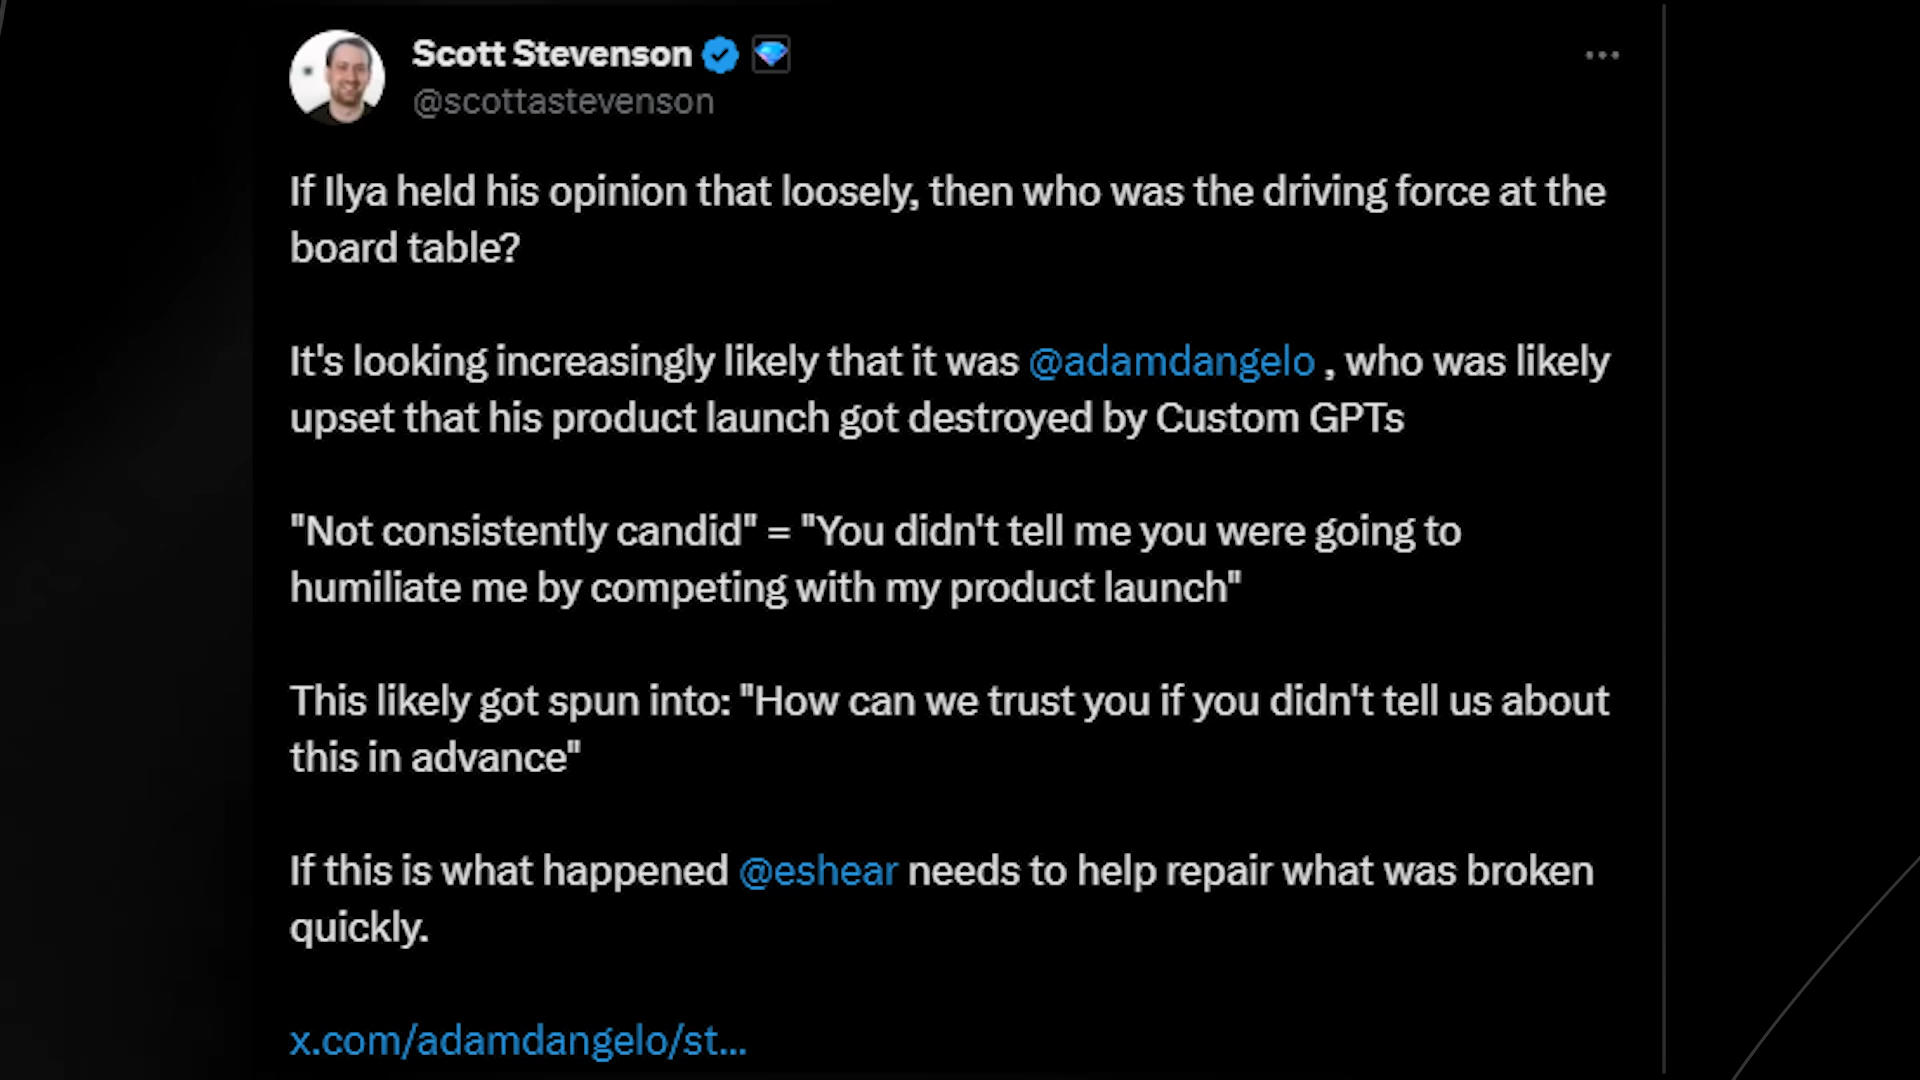 Scott Stevenson
@scottastevenson
If Ilya held his opinion that loosely, then who was the driving force at the
board table?
It's looking increasingly likely that it was @adamdangelo , who was likely
upset that his product launch got destroyed by Custom GPTs
"Not consistently candid" = "You didn't tell me you were going to
humiliate me by competing with my product launch"
This likely got spun into: "How can we trust you if you didn't tell us about
this in advance"
If this is what happened @eshear needs to help repair what was broken
quickly.
x.com/adamdangelo/st...